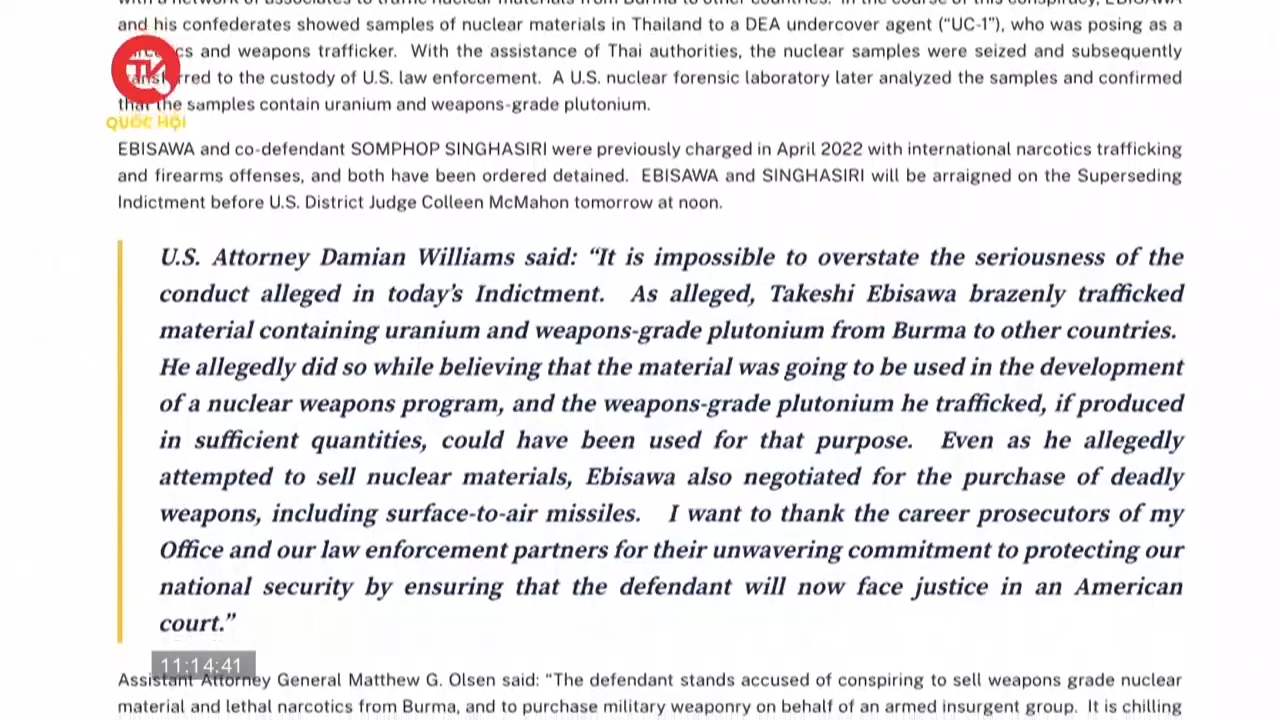 and his confederates showed samples of nuclear materials in Thailand to a DEA undercover agent (“UC-1”), who was posing as a
cs and weapons trafficker. With the assistance of Thai authorities, the nuclear samples were seized and subsequently
rred to the custody of U.S. law enforcement. A U.S. nuclear forensic laboratory later analyzed the samples and confirmed
that the samples contain uranium and weapons-grade plutonium.
QUỐC HỘI
EBISAWA and co-defendant SOMPHOP SINGHASIRI were previously charged in April 2022 with international narcotics trafficking
and firearms offenses, and both have been ordered detained. EBISAWA and SINGHASIRI will be arraigned on the Superseding
Indictment before U.S. District Judge Colleen McMahon tomorrow at noon.
U.S. Attorney Damian Williams said: “It is impossible to overstate the seriousness of the
conduct alleged in today’s Indictment. As alleged, Takeshi Ebisawa brazenly trafficked
material containing uranium and weapons-grade plutonium from Burma to other countries.
He allegedly did so while believing that the material was going to be used in the development
of a nuclear weapons program, and the weapons-grade plutonium he trafficked, if produced
in sufficient quantities, could have been used for that purpose. Even as he allegedly
attempted to sell nuclear materials, Ebisawa also negotiated for the purchase of deadly
weapons, including surface-to-air missiles. I want to thank the career prosecutors of my
Office and our law enforcement partners for their unwavering commitment to protecting our
national security by ensuring that the defendant will now face justice in an American
court.”
11:14:41
Assistant Attorney General Matthew G. Olsen said: “The defendant stands accused of conspiring to sell weapons grade nuclear
material and lethal narcotics from Burma, and to purchase military weaponry on behalf of an armed insurgent group. It is chilling